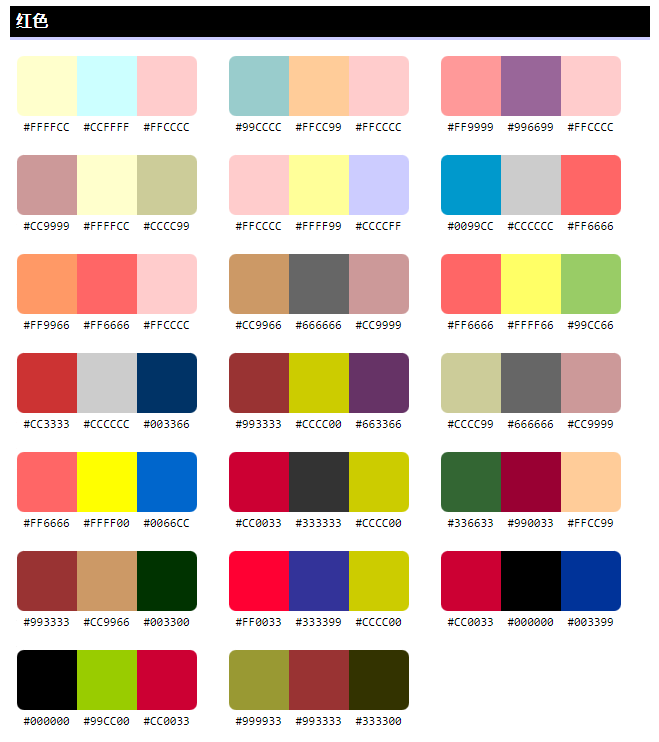 红色
#FFFFCC #CCFFFF #FFCCCC #99CCCC #FFCC99 #FFCCCC #FF9999 #996699 #FFCCCC
#CC9999 #FFFFCC #CCCC99 #FFCCCC #FFFF99 #CCCCFF #0099CC #CCCCCC #FF6666
#FF9966 #FF6666 #FFCCCC #CC9966 #666666 #CC9999 #FF6666 #FFFF66 #99CC66
#CC3333 #CCCCCC #003366 #993333 #CCCC00 #663366 #CCCC99 #666666 #CC9999
#FF6666 #FFFF00 #0066CC #CC0033 #333333 #CCCC00 #336633 #990033 #FFCC99
#993333 #CC9966 #003300 #FF0033 #333399 #CCCC00 #CC0033 #000000 #003399
#000000 #99CC00 #CC0033 #999933 #993333 #333300